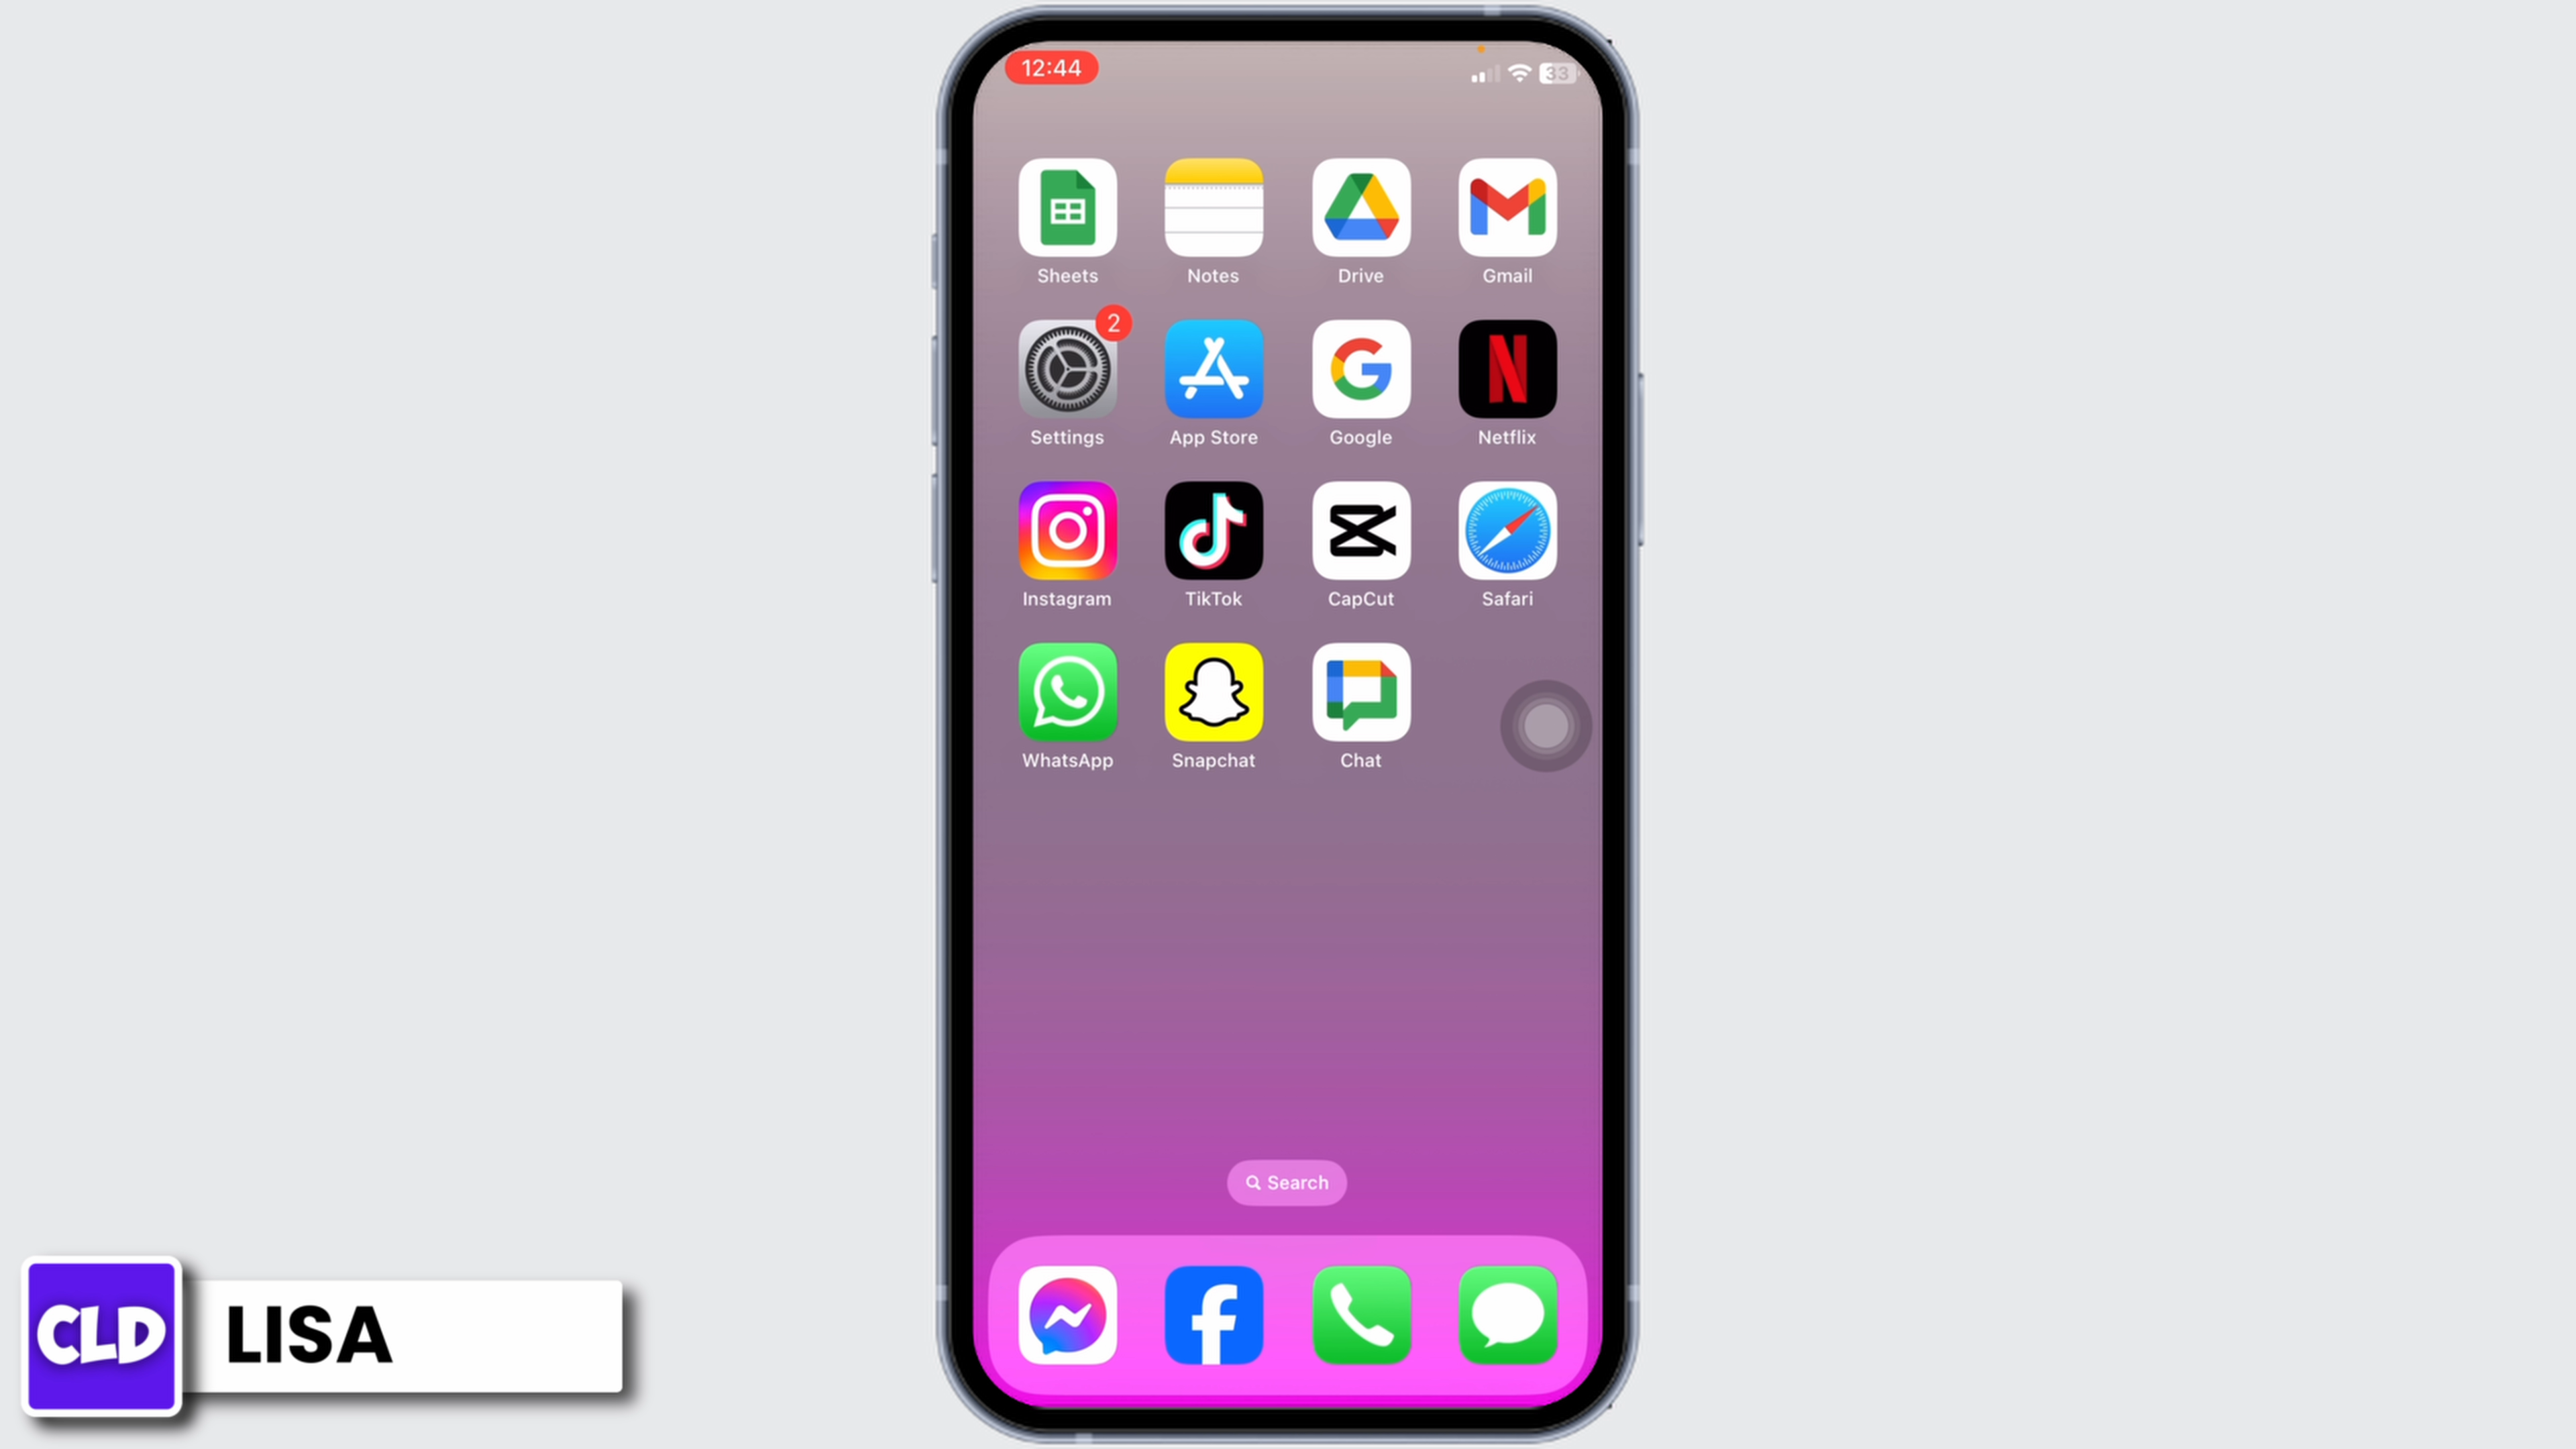 12:44
33
Sheets Notes Drive Gmail
2
Settings App Store Google Netflix
Instagram TikTok CapCut Safari
WhatsApp Snapchat Chat
Search
CLD LISA